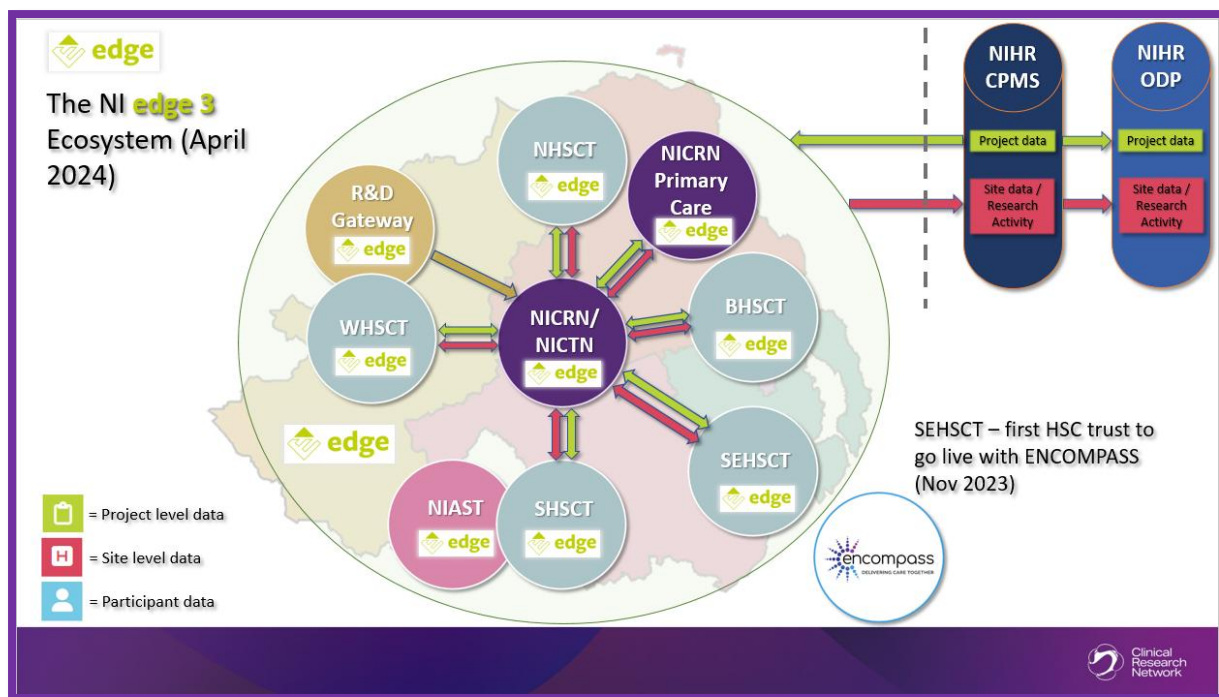 edge
The NI edge 3
Ecosystem (April
2024)
NIHR
CPMS
NIHR
ODP
Project data
Project data
Site data /
Research
Activity
Site data /
Research
Activity
NHSCT
edge
NICRN
Primary
Care
edge
R&D
Gateway
edge
WHSCT
edge
NICRN/
NICTN
edge
BHSCT
edge
edge
SEHSCT
edge
NIAST
edge
SHSCT
edge
SEHSCT – first HSC trust to
go live with ENCOMPASS
(Nov 2023)
encompass
DELIVERING CARE TOGETHER
= Project level data
H
= Site level data
= Participant data
Clinical
Research
Network